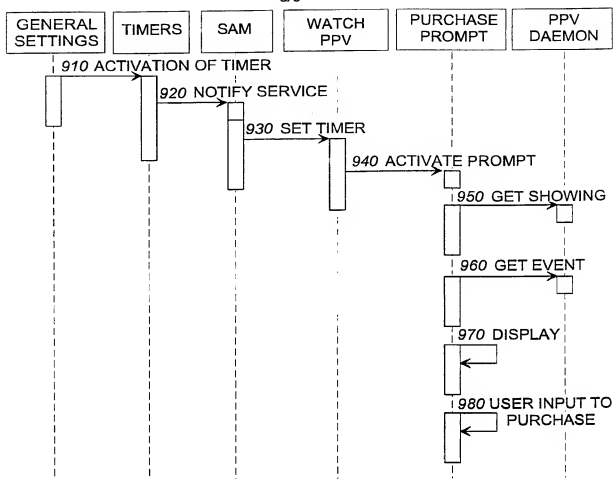 GENERAL SETTINGS
TIMERS
SAM
WATCH PPV
PURCHASE PROMPT
PPV DAEMON
910 ACTIVATION OF TIMER
920 NOTIFY SERVICE
930 SET TIMER
940 ACTIVATE PROMPT
950 GET SHOWING
960 GET EVENT
970 DISPLAY
980 USER INPUT TO
PURCHASE